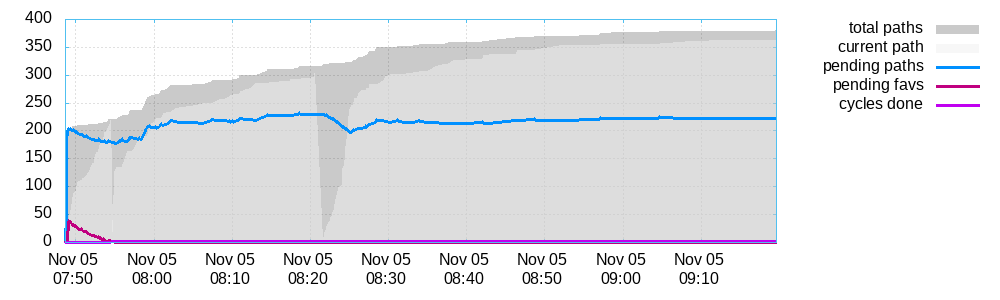 400
350
300
250
200
150
100
50
0
Nov 05 Nov 05 Nov 05 Nov 05 Nov 05 Nov 05 Nov 05 Nov 05 Nov 05
07:50 08:00 08:10 08:20 08:30 08:40 08:50 09:00 09:10
total paths
current path
pending paths
pending favs
cycles done